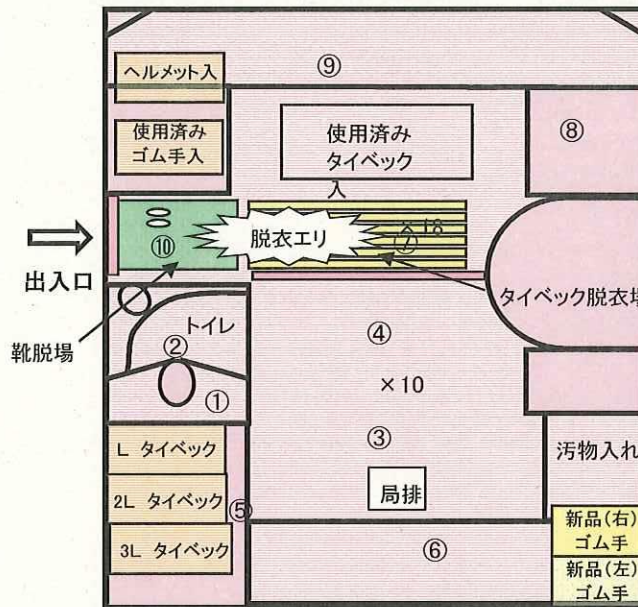 ヘルメット入
⑨
使用済み
ゴム手入
使用済み
タイベック
入
⑧
⑩
脱衣エリ
×18
⑦
出入口
タイベック脱衣場
靴脱場
トイレ
②
①
④
×10
③
局排
L タイベック
2L タイベック
3L タイベック
⑤
⑥
汚物入れ
新品(右)
ゴム手
新品(左)
ゴム手